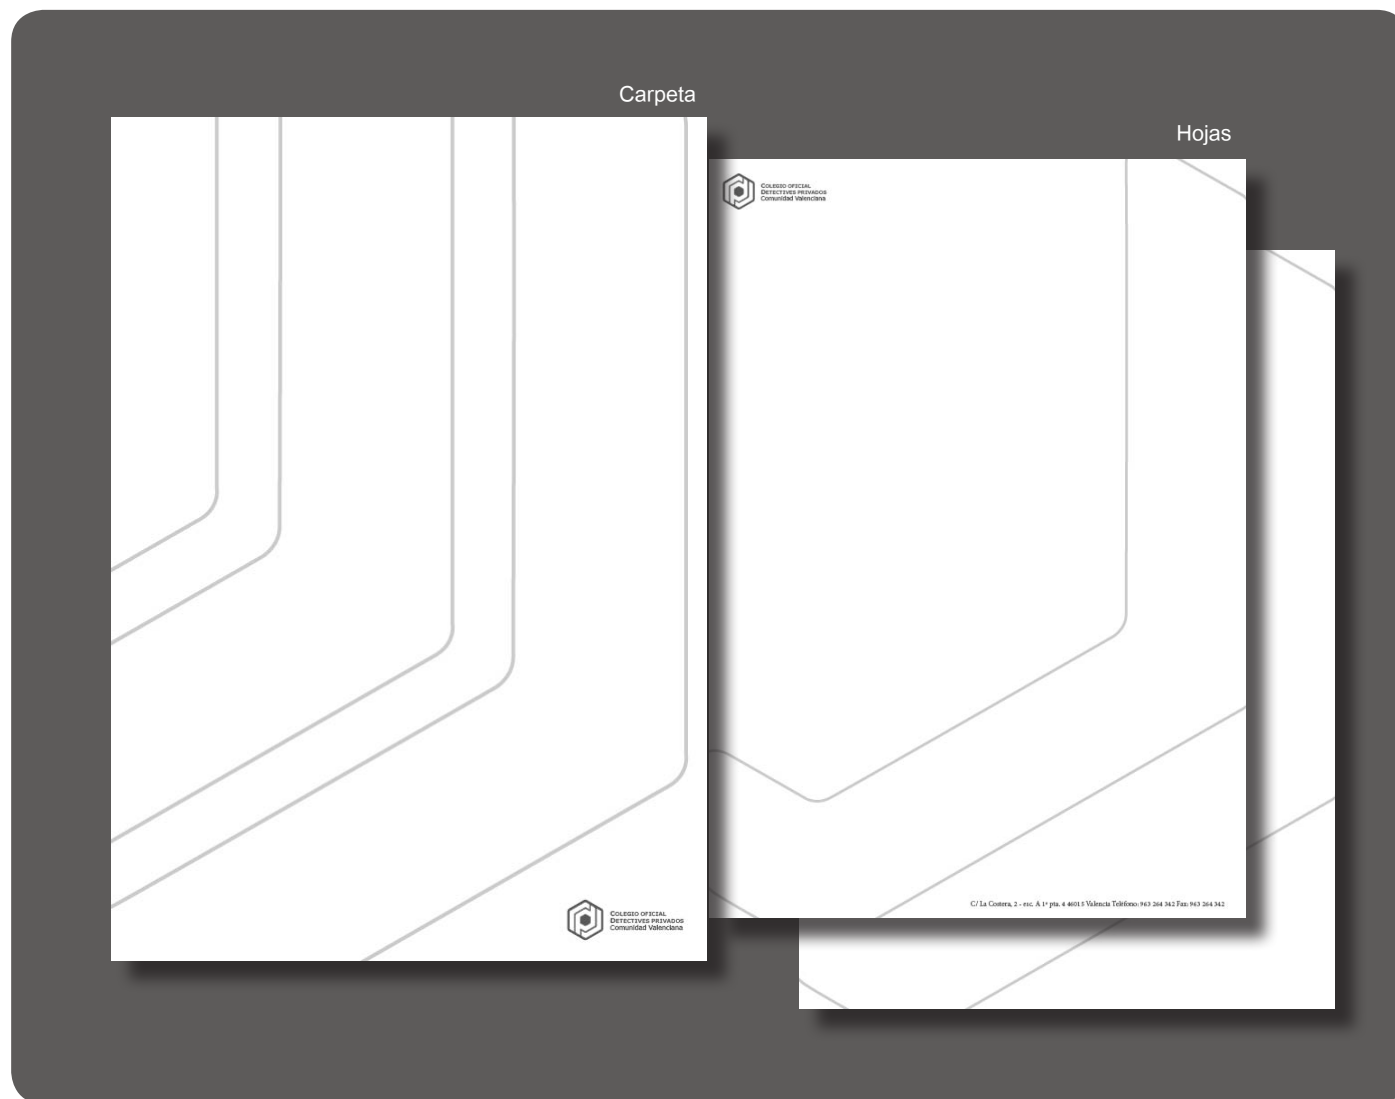 Carpeta
Hojas
COLEGIO OFICIAL
DETECTIVES PRIVADOS
Comunidad Valenciana
C/ La Costera, 2 - esc. A 1º pta. 4 46015 Valencia Teléfono: 963 264 342 Fax: 963 264 342
COLEGIO OFICIAL
DETECTIVES PRIVADOS
Comunidad Valenciana